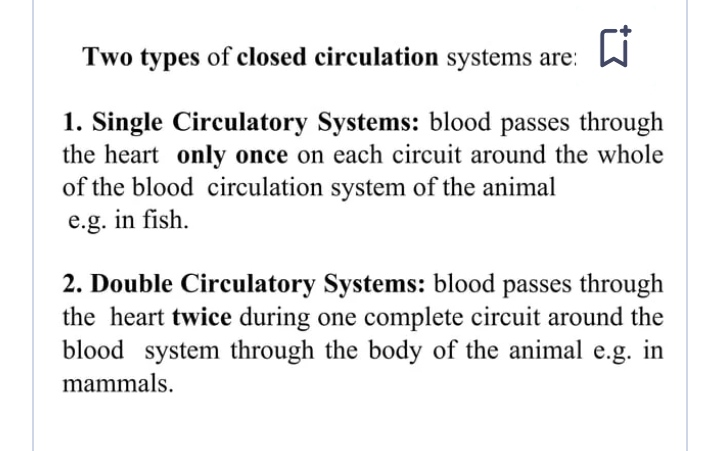 Two types of closed circulation systems are:
1. Single Circulatory Systems: blood passes through
the heart only once on each circuit around the whole
of the blood circulation system of the animal
e.g. in fish.
2. Double Circulatory Systems: blood passes through
the heart twice during one complete circuit around the
blood system through the body of the animal e.g. in
mammals.